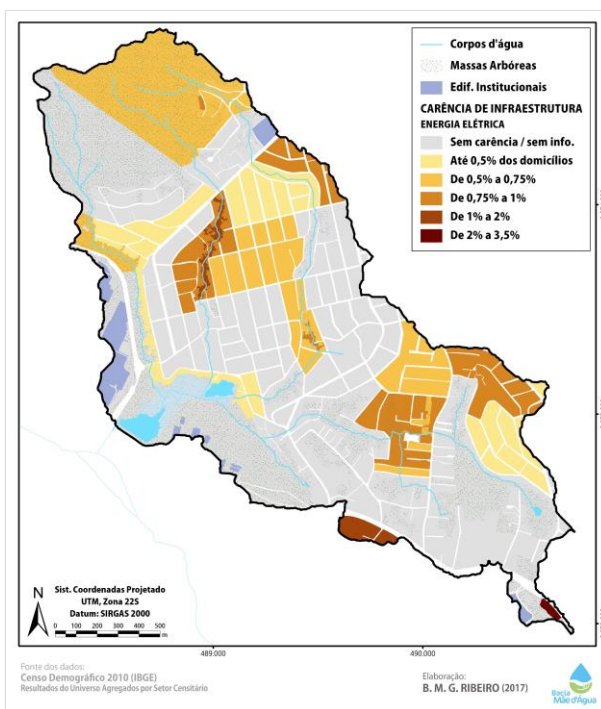 Corpos d'água
Massas Arbóreas
Edif. Institucionais
CARÊNCIA DE INFRAESTRUTURA
ENERGIA ELÉTRICA
Sem carência / sem info.
Até 0,5% dos domicílios
De 0,5% a 0,75%
De 0,75% a 1%
De 1% a 2%
De 2% a 3,5%
N
Sist. Coordenadas Projetado
UTM, Zona 22S
Datum: SIRGAS 2000
0 100 200 300 400 500
m
489.000
490.000
Fonte dos dados:
Censo Demográfico 2010 (IBGE)
Resultados do Universo Agregados por Setor Censitário
Elaboração:
B. M. G. RIBEIRO (2017)
Bacia
Mãe d'Água